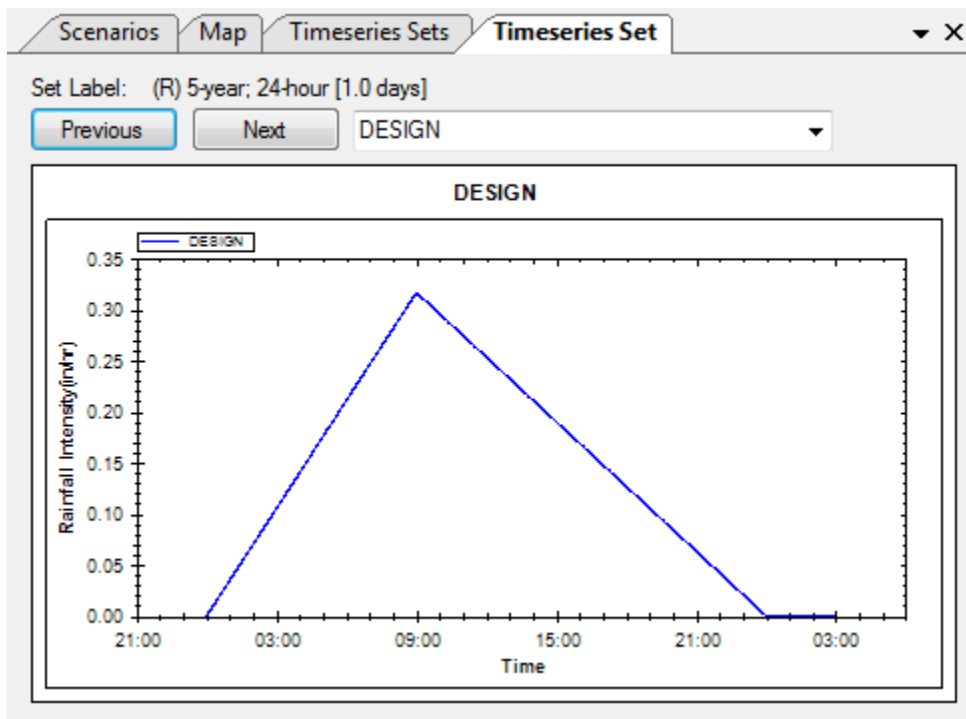 Scenarios Map Timeseries Sets Timeseries Set
Set Label: (R) 5-year; 24-hour [1.0 days]
Previous Next DESIGN
DESIGN
DESIGN
0.35
0.30
0.25
0.20
0.15
0.10
0.05
0.00
Rainfall Intensity(in/hr)
21:00 03:00 09:00 15:00 21:00 03:00
Time